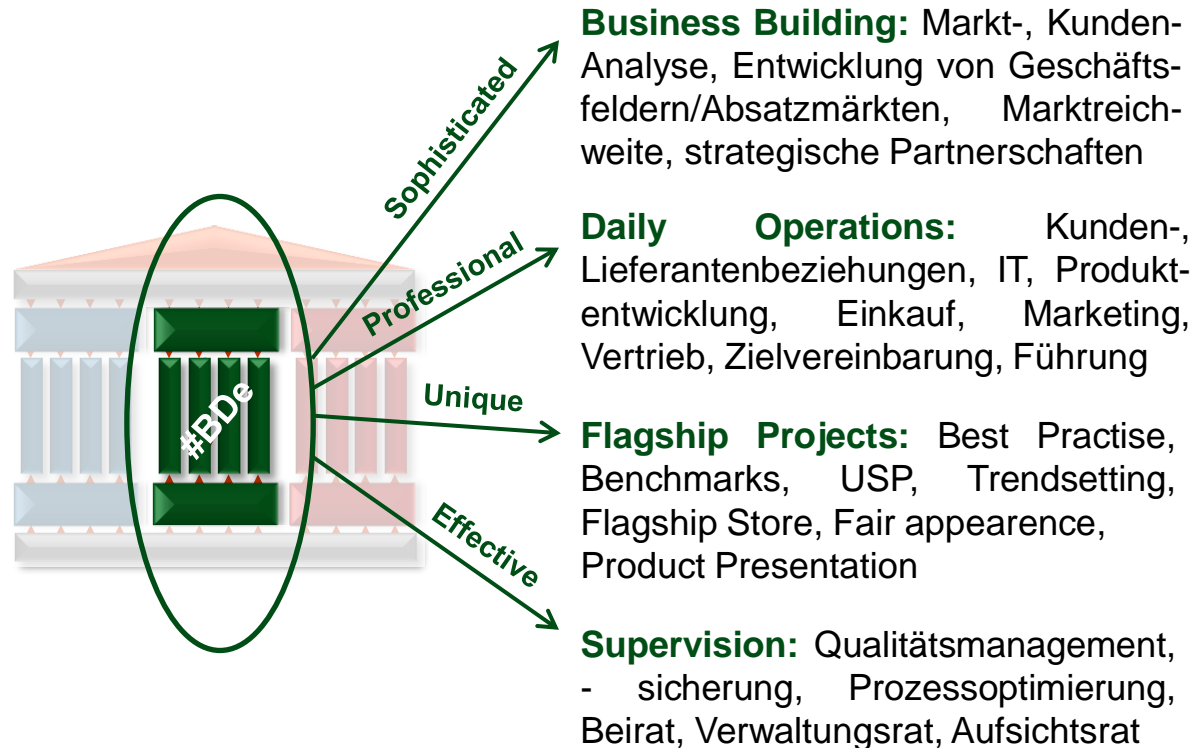 Business Building: Markt-, Kunden-
Analyse, Entwicklung von Geschäfts-
feldern/Absatzmärkten, Marktreich-
weite, strategische Partnerschaften
Sophisticated
Daily Operations: Kunden-,
Lieferantenbeziehungen, IT, Produkt-
entwicklung, Einkauf, Marketing,
Vertrieb, Zielvereinbarung, Führung
Professional
#BDe
Unique
Flagship Projects: Best Practise,
Benchmarks, USP, Trendsetting,
Flagship Store, Fair appearence,
Product Presentation
Effective
Supervision: Qualitätsmanagement,
- sicherung, Prozessoptimierung,
Beirat, Verwaltungsrat, Aufsichtsrat